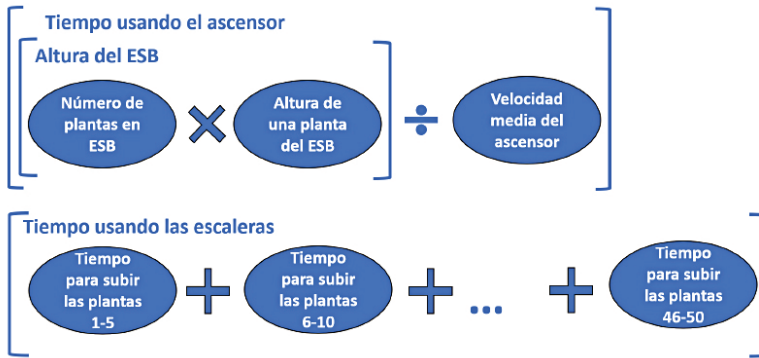 Tiempo usando el ascensor
Altura del ESB
Número de
plantas en
ESB
×
Altura de
una planta
del ESB
÷
Velocidad
media del
ascensor
Tiempo usando las escaleras
Tiempo
para subir
las plantas
1-5
+
Tiempo
para subir
las plantas
6-10
+
...
+
Tiempo
para subir
las plantas
46-50